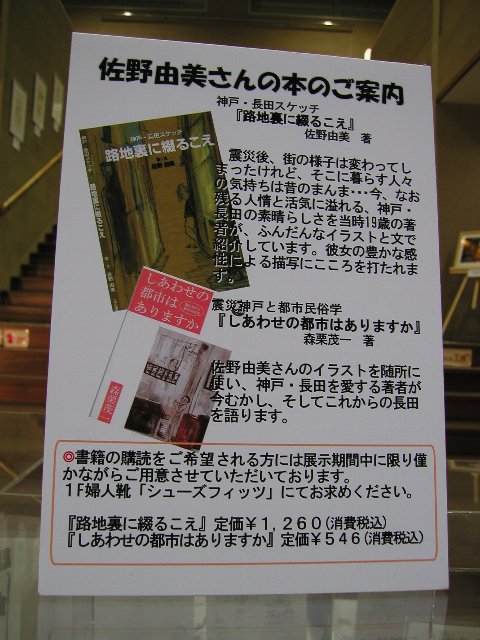 佐野由美さんの本のご案内
神戸・長田スケッチ
『路地裏に綴るこえ』
佐野由美　著
神戸・長田スケッチ
路地裏に綴るこえ
路地裏に綴るこえ
震災後、街の様子は変わってし
まったけれど、そこに暮らす人々
の気持ちは昔のまんま・・・今、なお
残る人情と活気に溢れる、神戸・
長田の素晴らしさを当時19歳の著
者が、ふんだんなイラストと文で
紹介しています。彼女の豊かな感
性による描写にこころを打たれま
す。
しあわせの
都市は
ありますか
森栗茂一
震災神戸と都市民俗学
『しあわせの都市はありますか』
森栗茂一　著
佐野由美さんのイラストを随所に
使い、神戸・長田を愛する著者が
今むかし、そしてこれからの長田
を語ります。
◎書籍の購読をご希望される方には展示期間中に限り僅
かながらご用意させていただいております。
１Ｆ婦人靴「シューズフィッツ」にてお求めください。
『路地裏に綴るこえ』定価￥１，２６０(消費税込)
『しあわせの都市はありますか』定価￥５４６(消費税込)